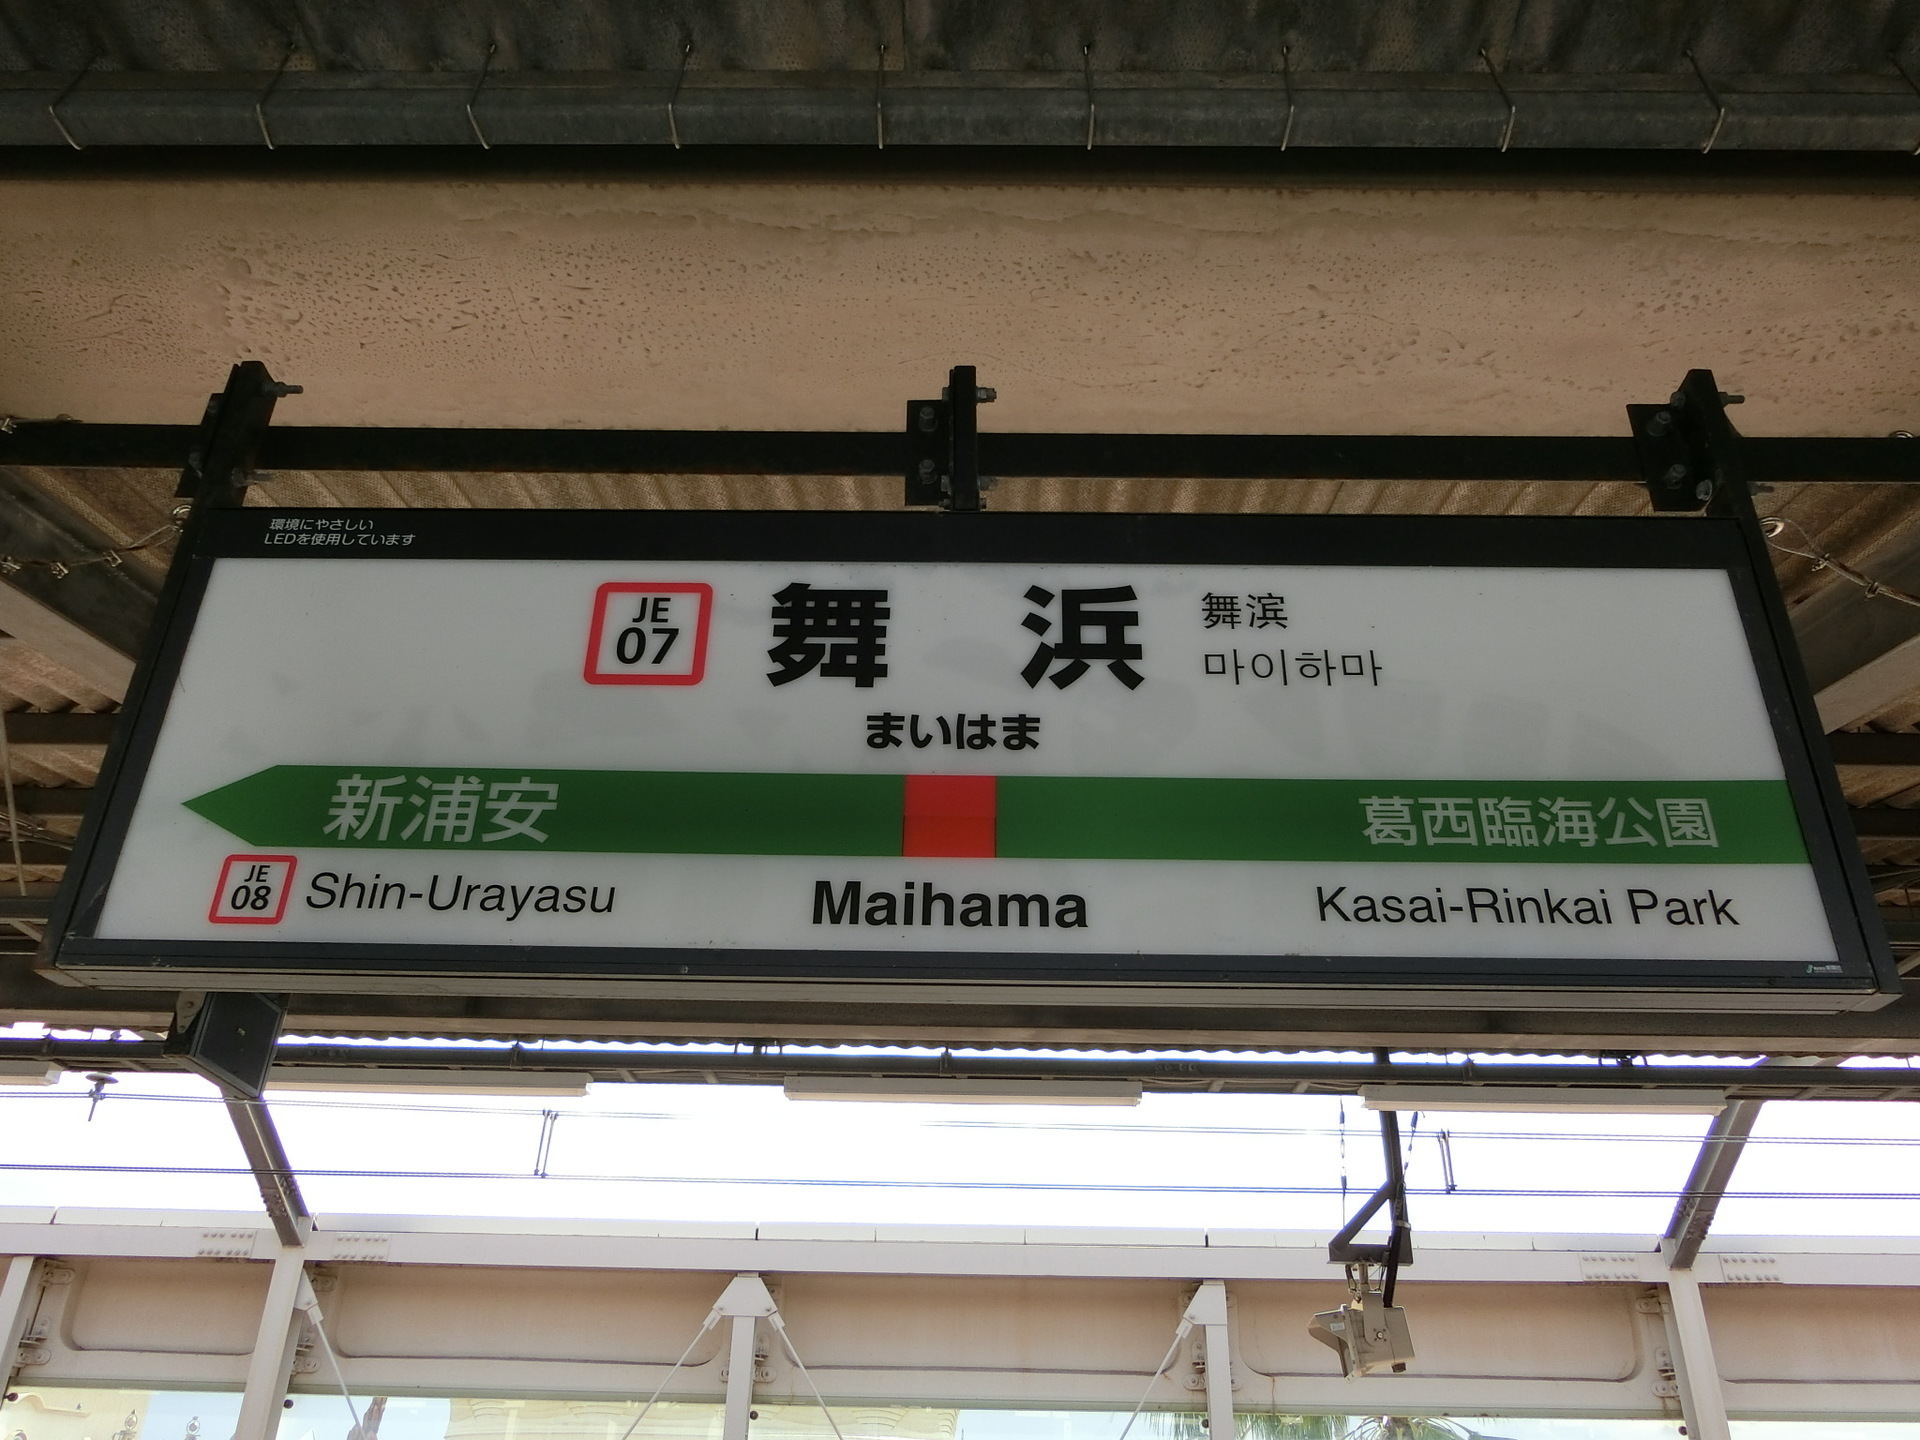 環境にやさしい
LEDを使用しています
JE
07
舞浜
舞滨
마이하마
まいはま
新浦安
葛西臨海公園
JE
08
Shin-Urayasu
Maihama
Kasai-Rinkai Park